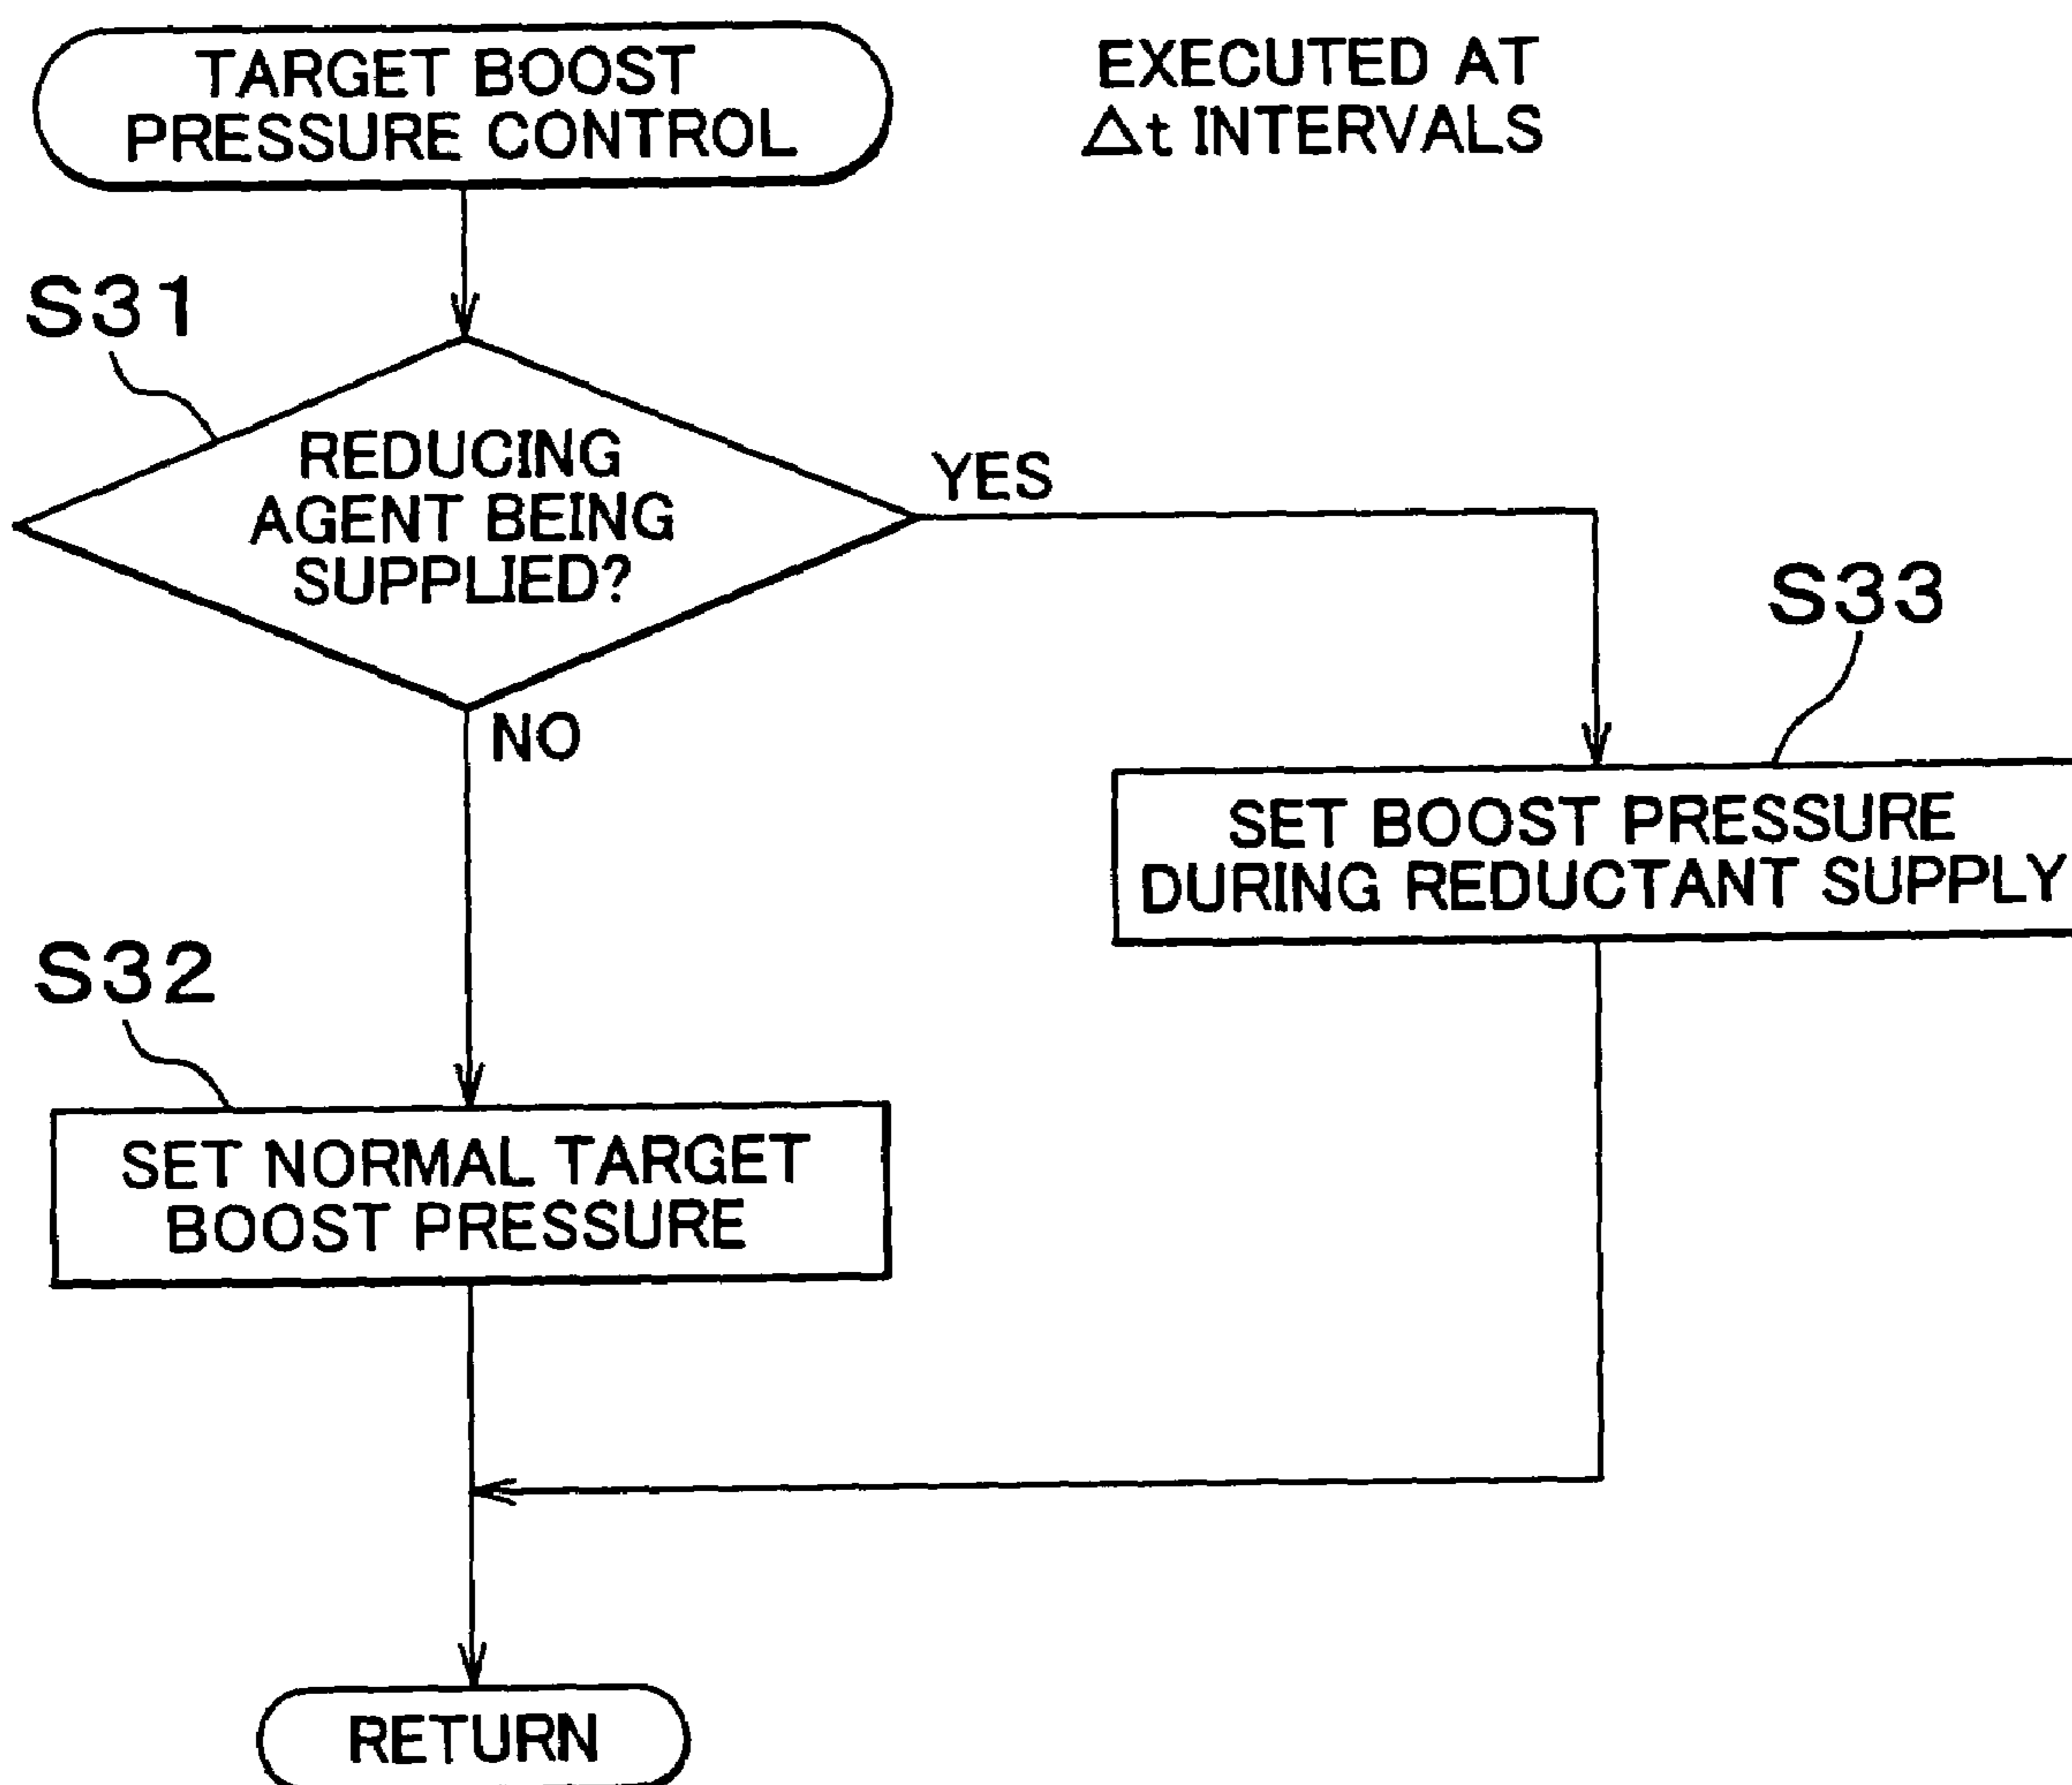 TARGET BOOST
PRESSURE CONTROL
EXECUTED AT
Δt INTERVALS
S31
REDUCING
AGENT BEING
SUPPLIED?
YES
NO
S33
SET BOOST PRESSURE
DURING REDUCTANT SUPPLY
S32
SET NORMAL TARGET
BOOST PRESSURE
RETURN